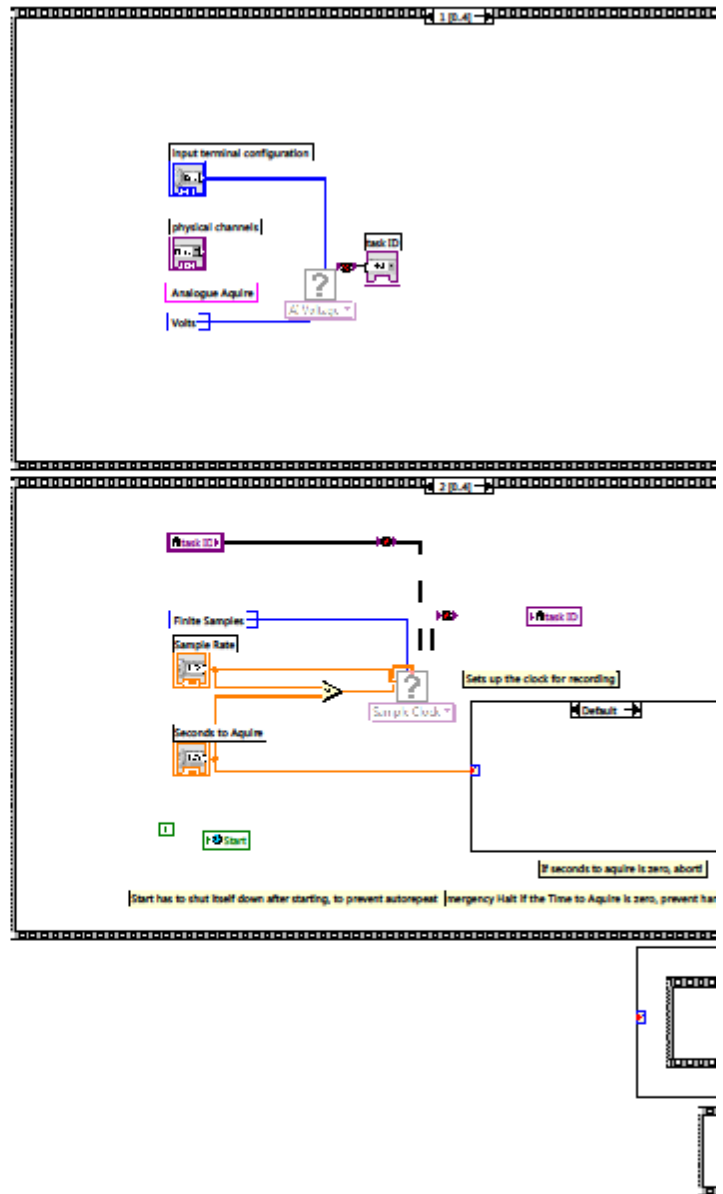 1 [0..4]
Input terminal configuration
physical channels
task ID
Analogue Aquire
AI Voltage
Volts
2 [0..4]
task ID
Finite Samples
task ID
Sample Rate
Sets up the clock for recording
Sample Clock
Default
Seconds to Aquire
Start
If seconds to aquire is zero, abort!
Start has to shut itself down after starting, to prevent autorepeat
mergency Halt if the Time to Aquire is zero, prevent har